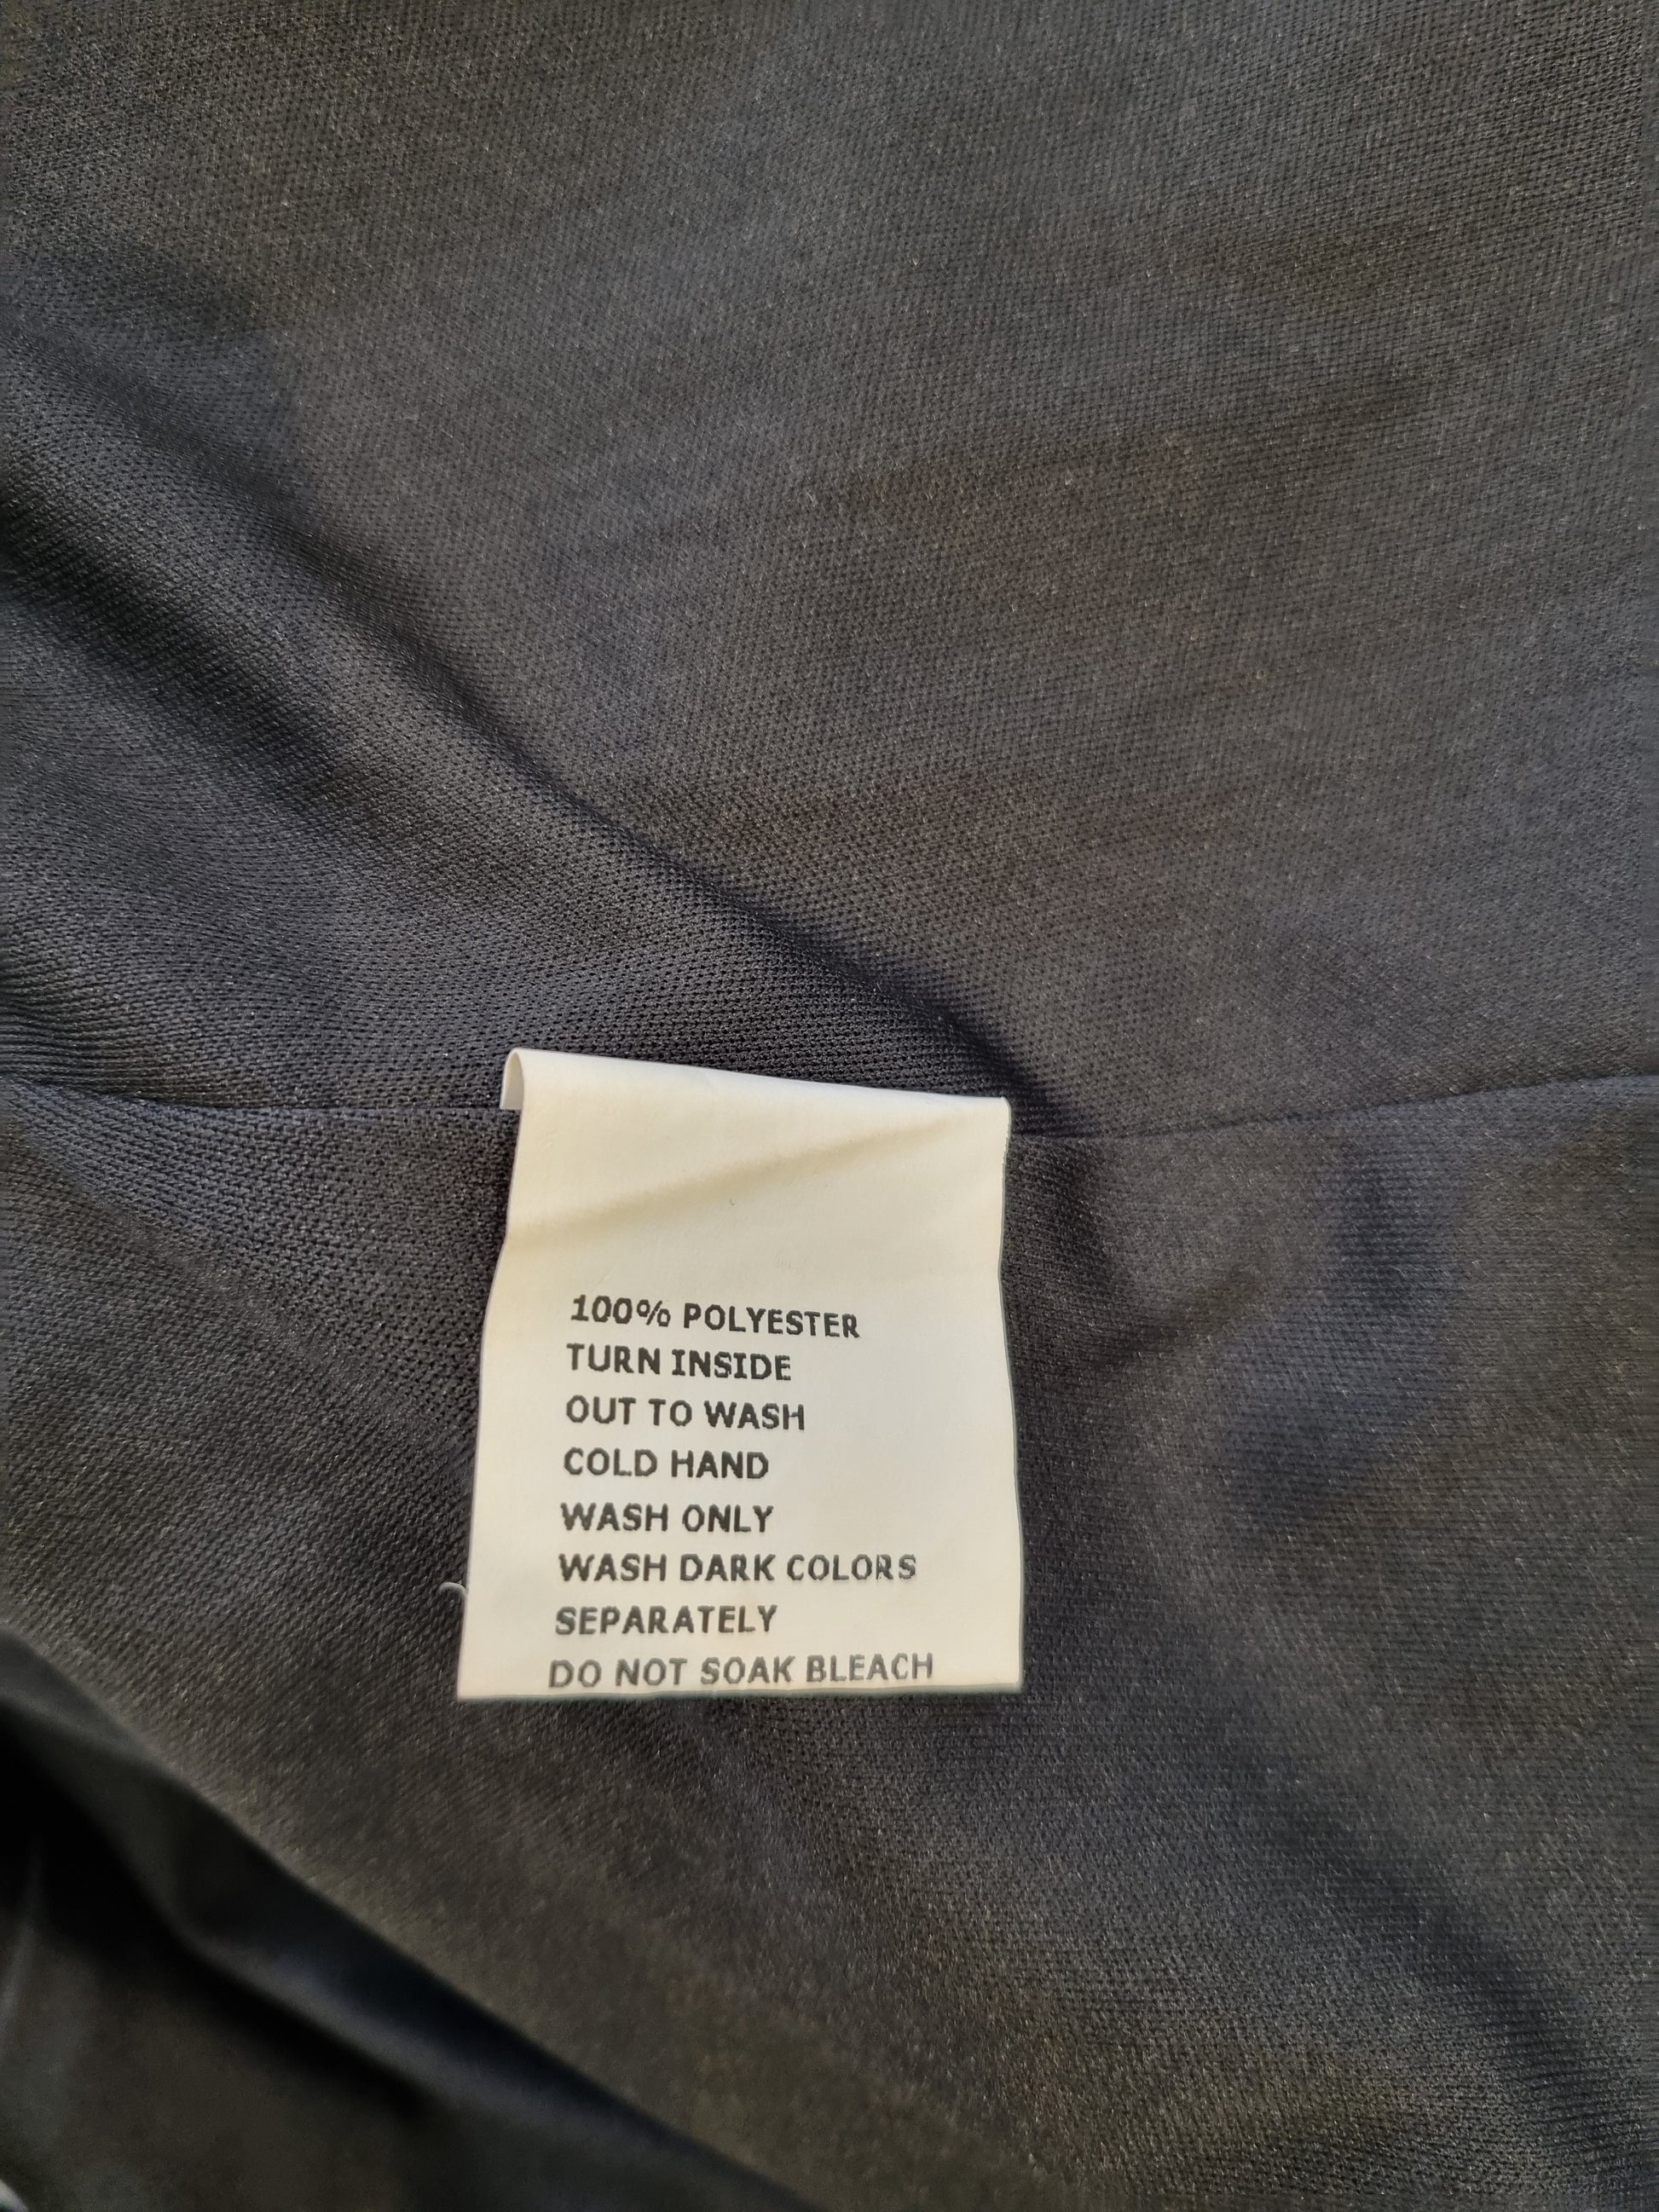 100% POLYESTER
TURN INSIDE
OUT TO WASH
COLD HAND
WASH ONLY
WASH DARK COLORS
SEPARATELY
DO NOT SOAK BLEACH